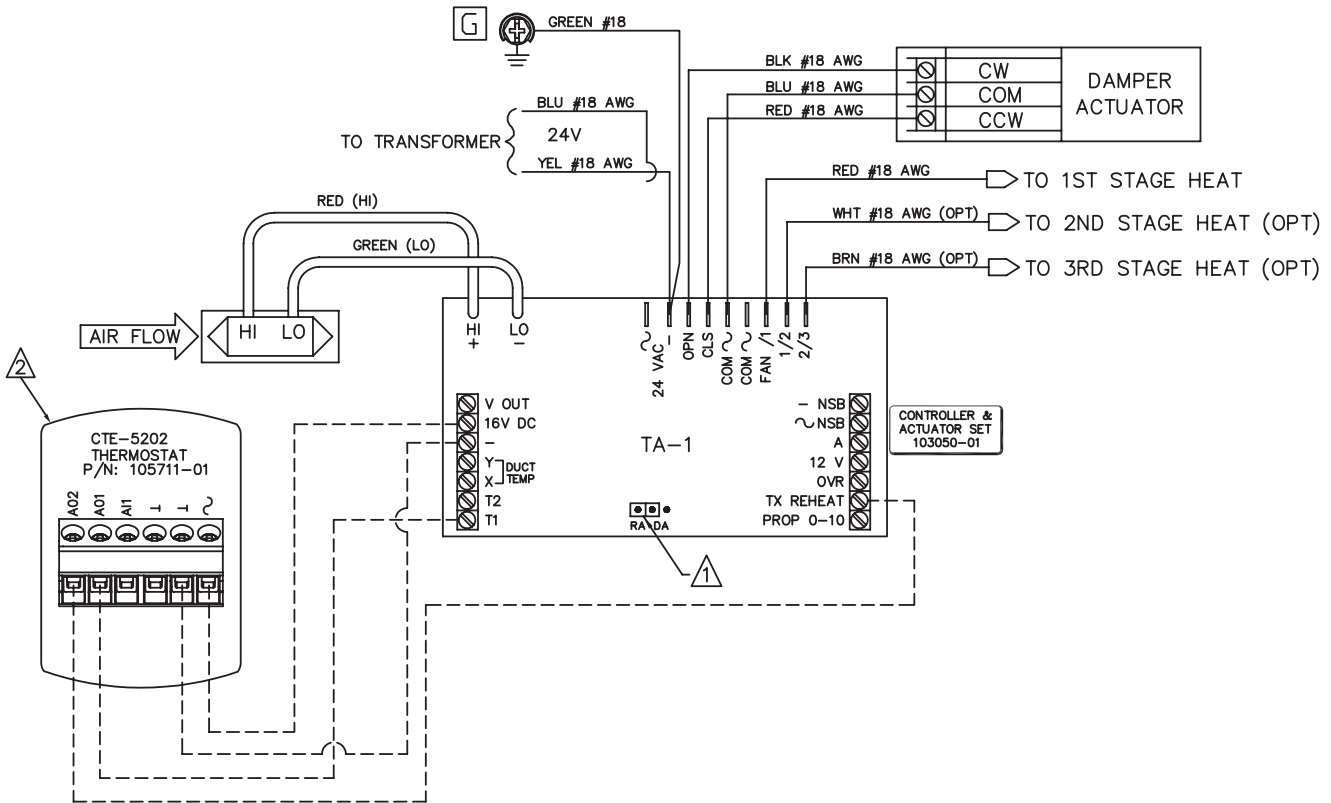 G
GREEN #18
BLK #18 AWG
BLU #18 AWG
RED #18 AWG
CW
COM
CCW
DAMPER
ACTUATOR
BLU #18 AWG
TO TRANSFORMER
24V
YEL #18 AWG
RED #18 AWG
TO 1ST STAGE HEAT
WHT #18 AWG (OPT)
TO 2ND STAGE HEAT (OPT)
BRN #18 AWG (OPT)
TO 3RD STAGE HEAT (OPT)
RED (HI)
GREEN (LO)
AIR FLOW
HI
LO
HI
+
LO
-
24 VAC ~ -
OPN
CLS
COM ~
COM ~
FAN /1
1/2
2/3
2
CTE-5202
THERMOSTAT
P/N: 105711-01
AO2
AO1
AI1
⊥
⊥
~
V OUT
16V DC
-
Y
X
DUCT
TEMP
T2
T1
TA-1
RA
DA
1
- NSB
~ NSB
A
12 V
OVR
TX REHEAT
PROP 0-10
CONTROLLER &
ACTUATOR SET
103050-01